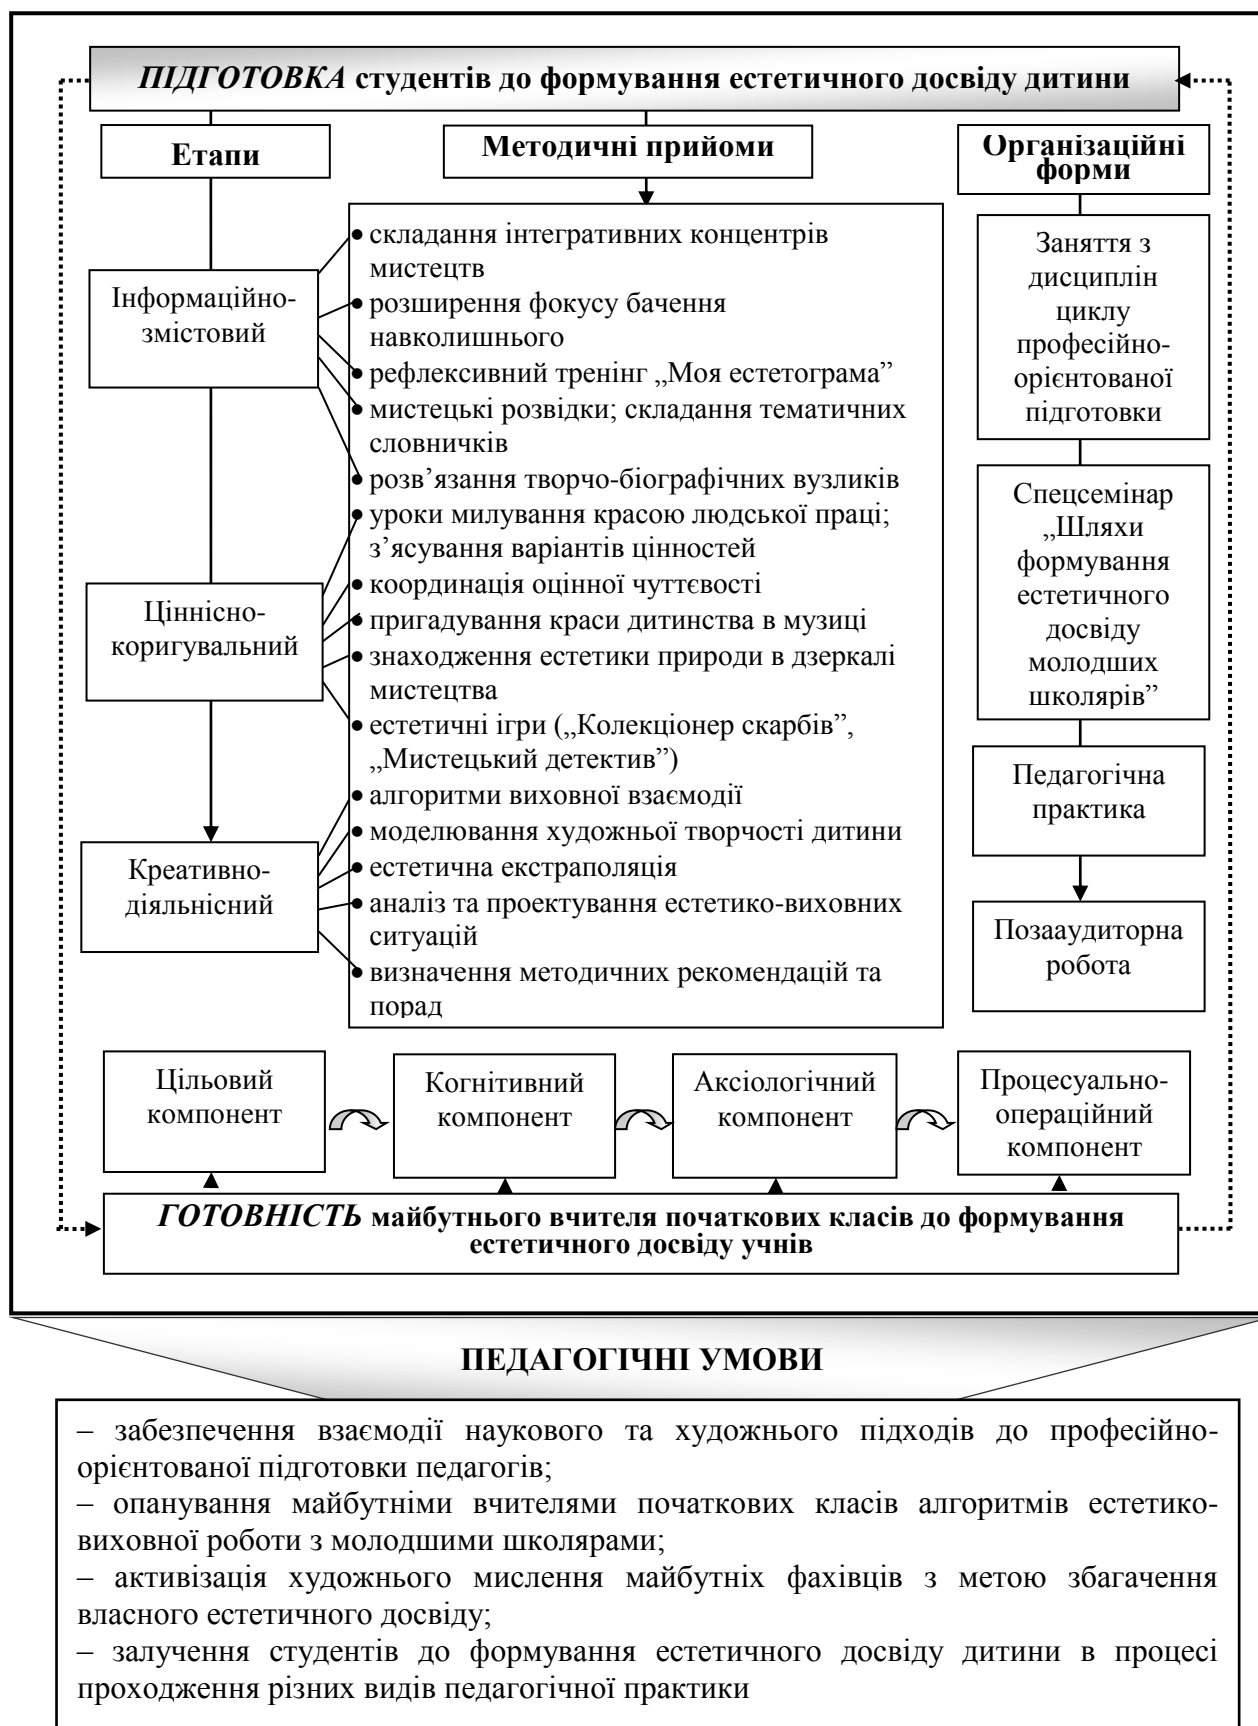 ПІДГОТОВКА студентів до формування естетичного досвіду дитини
Етапи
Методичні прийоми
Організаційні
форми
Інформаційно-
змістовий
Ціннісно-
коригувальний
Креативно-
діяльнісний
• складання інтегративних концентрів
мистецтв
• розширення фокусу бачення
навколишнього
• рефлексивний тренінг „Моя естетограма”
• мистецькі розвідки; складання тематичних
словничків
• розв’язання творчо-біографічних вузликів
• уроки милування красою людської праці;
з’ясування варіантів цінностей
• координація оцінної чуттєвості
• пригадування краси дитинства в музиці
• знаходження естетики природи в дзеркалі
мистецтва
• естетичні ігри („Колекціонер скарбів”,
„Мистецький детектив”)
• алгоритми виховної взаємодії
• моделювання художньої творчості дитини
• естетична екстраполяція
• аналіз та проектування естетико-виховних
ситуацій
• визначення методичних рекомендацій та
порад
Заняття з
дисциплін
циклу
професійно-
орієнтованої
підготовки
Спецсемінар
„Шляхи
формування
естетичного
досвіду
молодших
школярів”
Педагогічна
практика
Позааудиторна
робота
Цільовий
компонент
Когнітивний
компонент
Аксіологічний
компонент
Процесуально-
операційний
компонент
ГОТОВНІСТЬ майбутнього вчителя початкових класів до формування
естетичного досвіду учнів
ПЕДАГОГІЧНІ УМОВИ
– забезпечення взаємодії наукового та художнього підходів до професійно-
орієнтованої підготовки педагогів;
– опанування майбутніми вчителями початкових класів алгоритмів естетико-
виховної роботи з молодшими школярами;
– активізація художнього мислення майбутніх фахівців з метою збагачення
власного естетичного досвіду;
– залучення студентів до формування естетичного досвіду дитини в процесі
проходження різних видів педагогічної практики